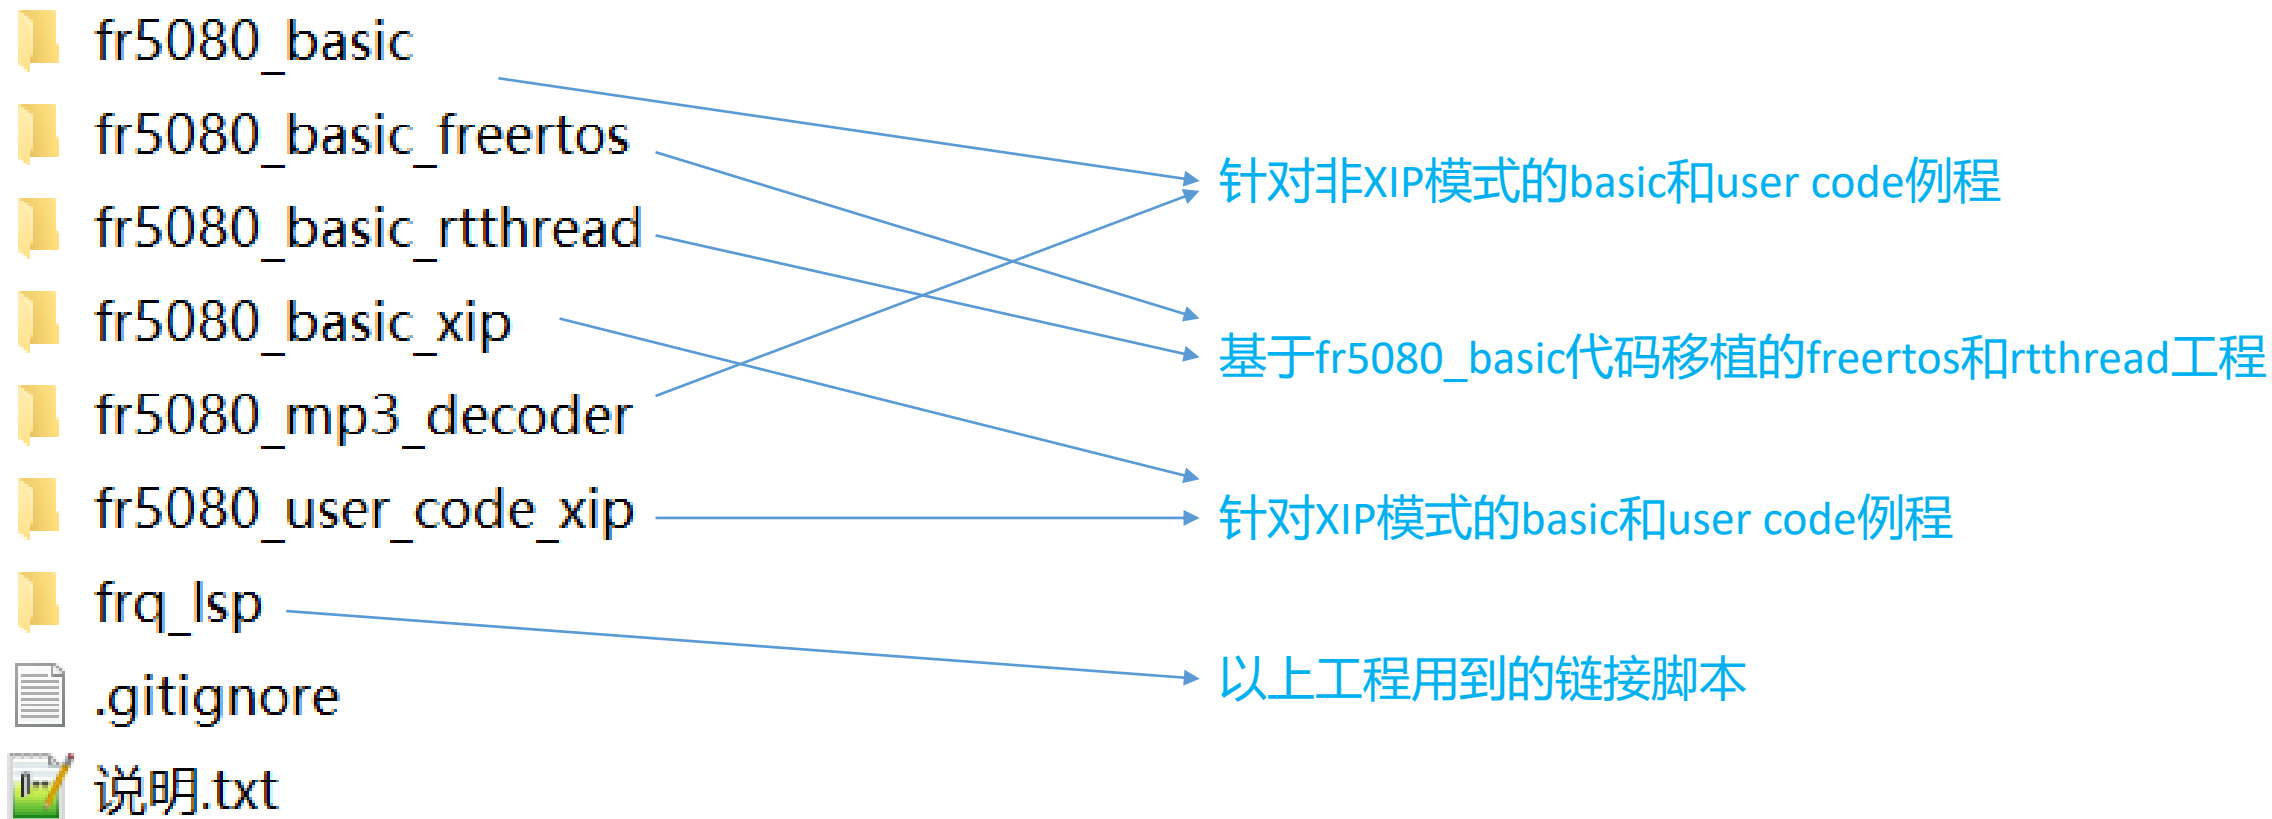 fr5080_basic
fr5080_basic_freertos
fr5080_basic_rtthread
fr5080_basic_xip
fr5080_mp3_decoder
fr5080_user_code_xip
frq_lsp
.gitignore
说明.txt
针对非XIP模式的basic和user code例程
基于fr5080_basic代码移植的freertos和rtthread工程
针对XIP模式的basic和user code例程
以上工程用到的链接脚本